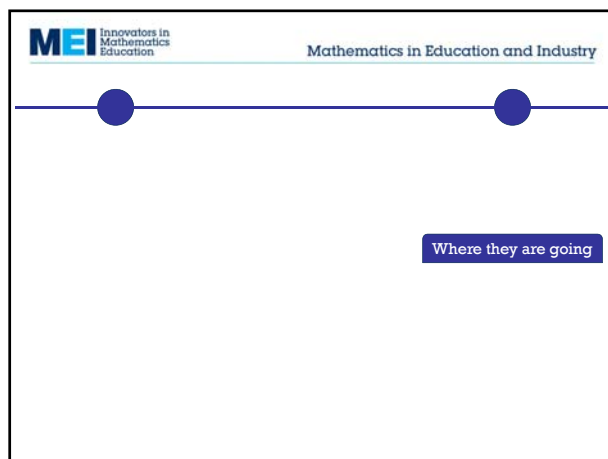 MEI
Innovators in
Mathematics
Education
Mathematics in Education and Industry
Where they are going